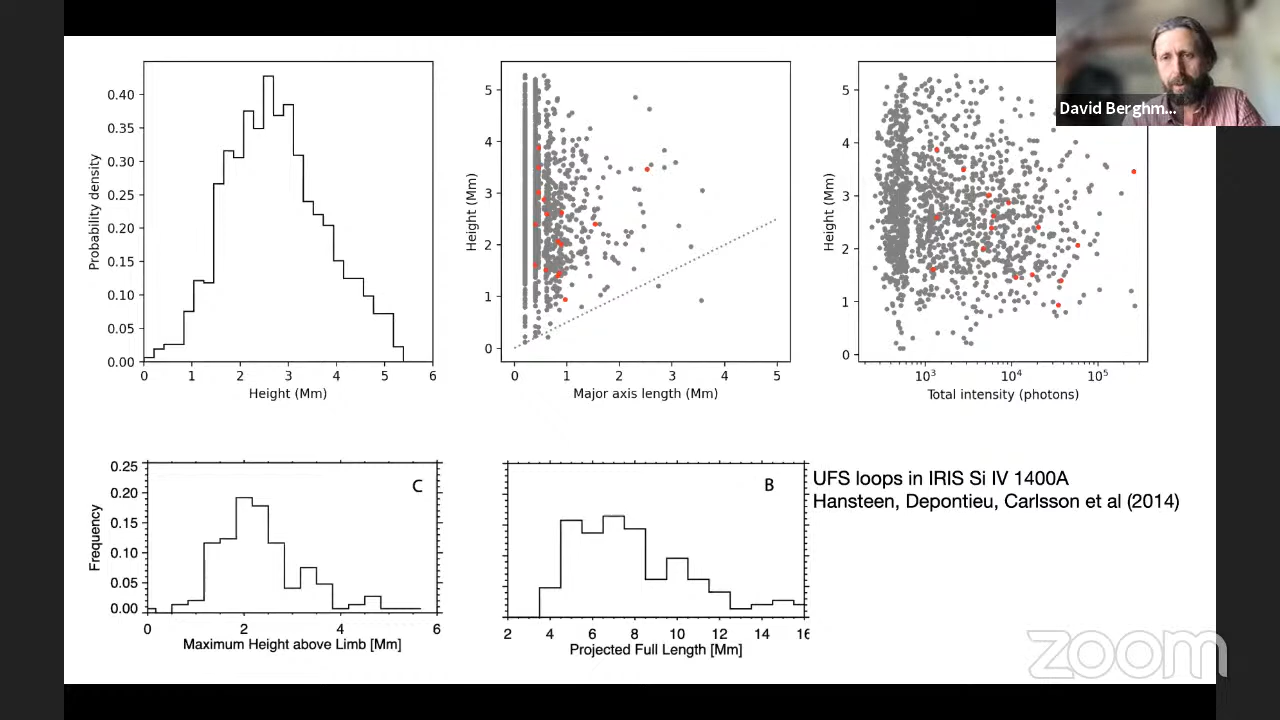 David Berghm...
0.40
0.35
0.30
0.25
0.20
0.15
0.10
0.05
0.00
Probability density
0 1 2 3 4 5 6
Height (Mm)
5
4
3
2
1
0
Height (Mm)
0 1 2 3 4 5
Major axis length (Mm)
5
4
3
2
1
0
Height (Mm)
10³ 10⁴ 10⁵
Total intensity (photons)
0.25
0.20
0.15
0.10
0.05
0.00
Frequency
C
0 2 4 6
Maximum Height above Limb [Mm]
B
2 4 6 8 10 12 14 16
Projected Full Length [Mm]
UFS loops in IRIS Si IV 1400A
Hansteen, Depontieu, Carlsson et al (2014)
zoom